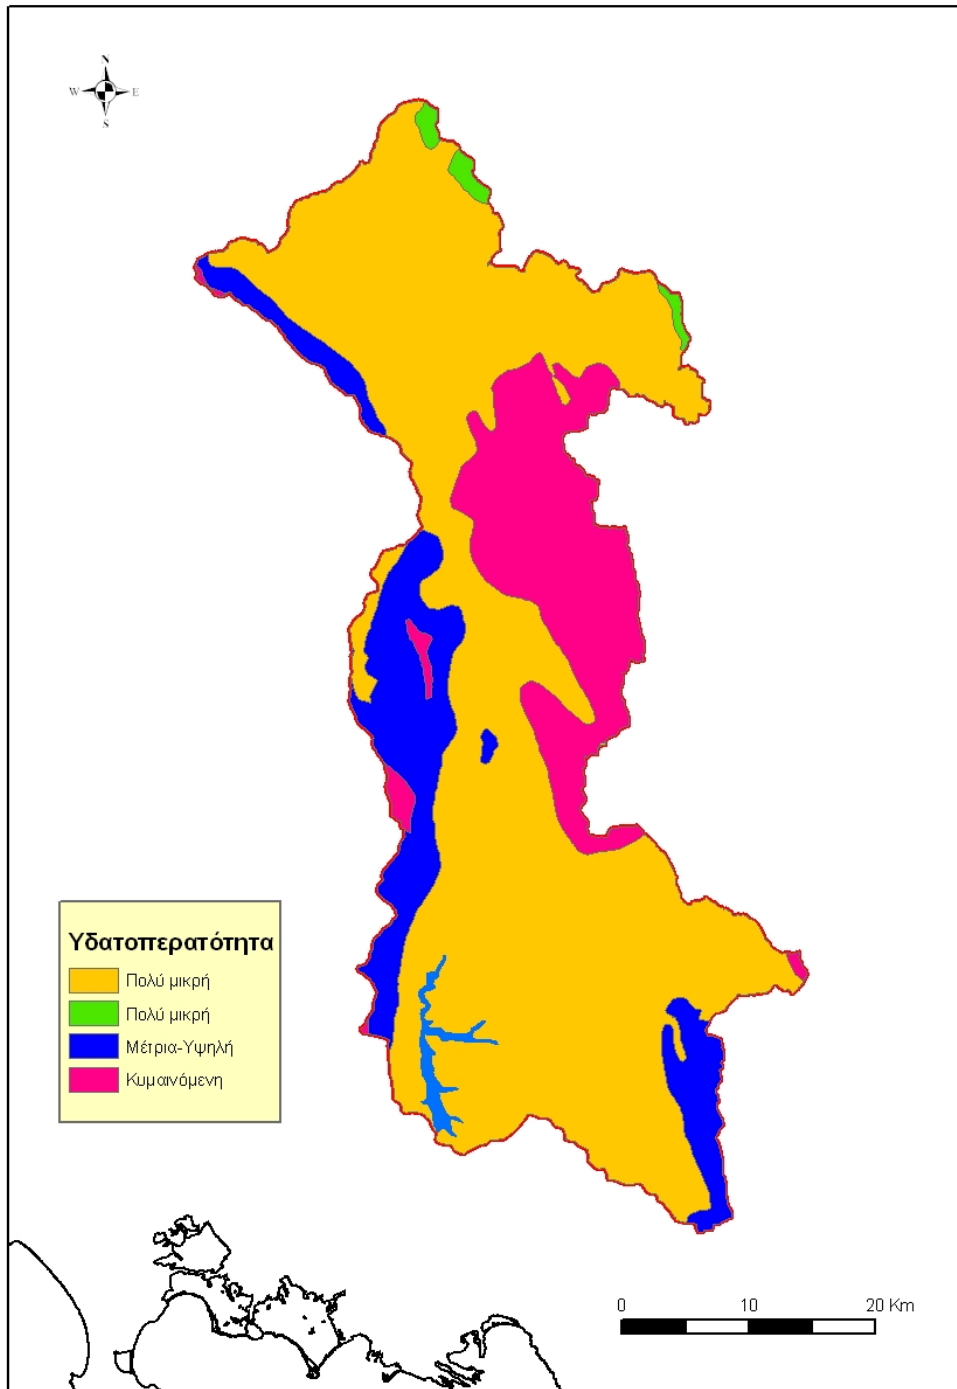 N
W E
S
Υδατοπερατότητα
Πολύ μικρή
Πολύ μικρή
Μέτρια-Υψηλή
Κυμαινόμενη
0 10 20 Km